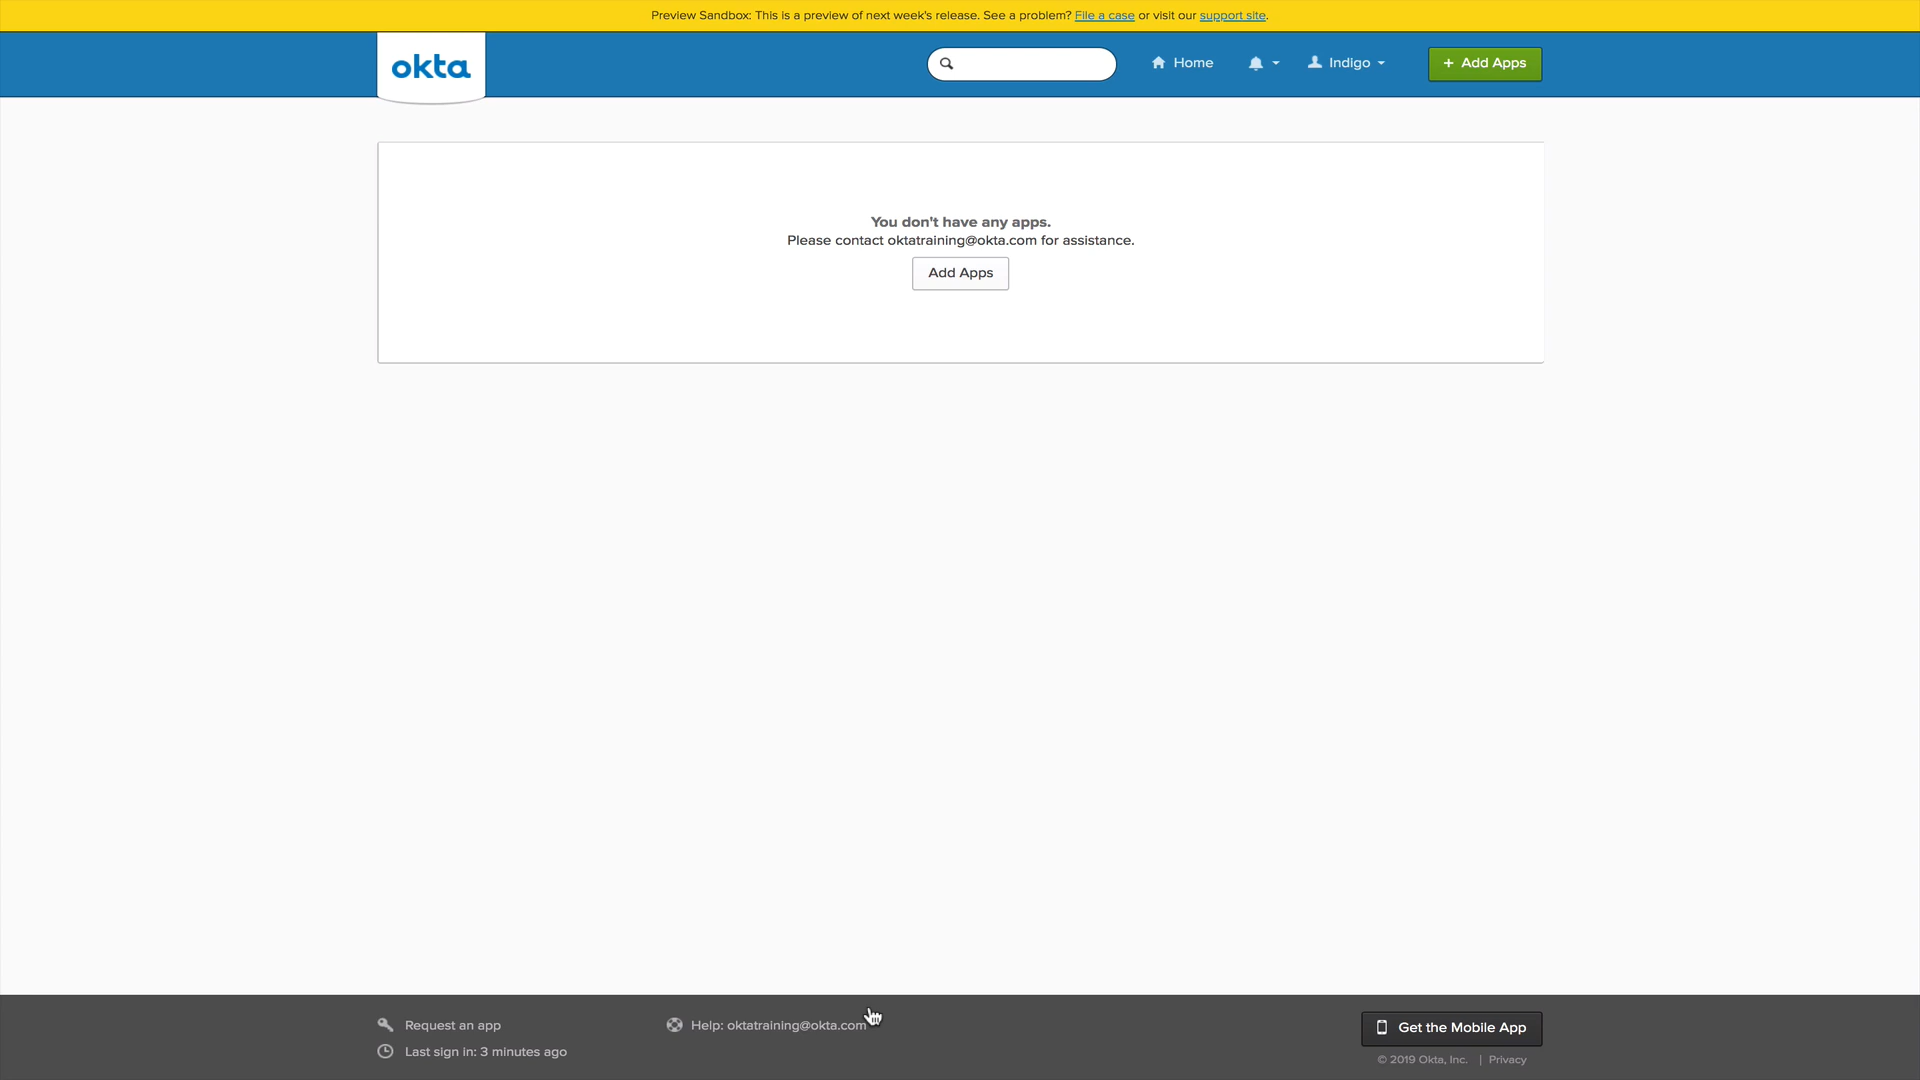 Preview Sandbox: This is a preview of next week's release. See a problem? File a case or visit our support site.
okta
Home
Indigo
+ Add Apps
You don't have any apps.
Please contact oktatraining@okta.com for assistance.
Add Apps
Request an app
Help: oktatraining@okta.com
Get the Mobile App
Last sign in: 3 minutes ago
© 2019 Okta, Inc. | Privacy